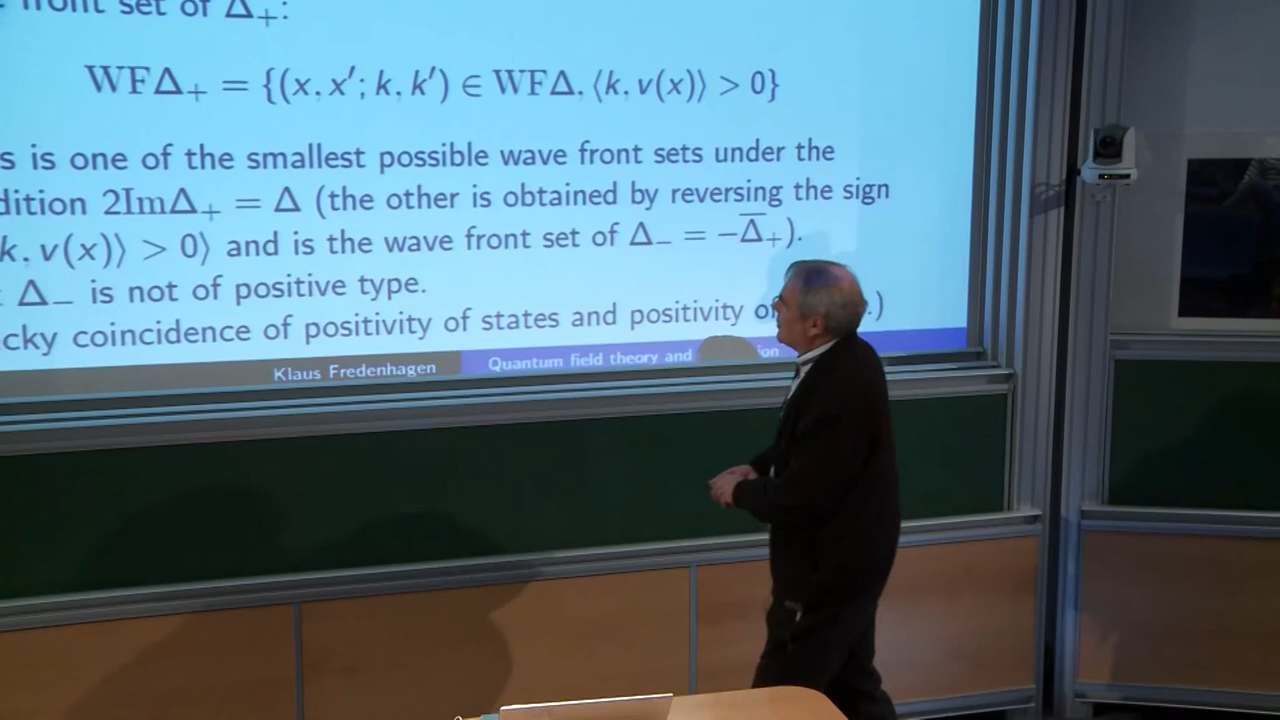 front set of Δ₊:
WFΔ₊ = {(x, x′; k, k′) ∈ WFΔ, ⟨k, v(x)⟩ > 0}
s is one of the smallest possible wave front sets under the
dition 2ImΔ₊ = Δ (the other is obtained by reversing the sign
k, v(x)⟩ > 0⟩ and is the wave front set of Δ₋ = −Δ̅₊).
Δ₋ is not of positive type.
cky coincidence of positivity of states and positivity .)
Klaus Fredenhagen Quantum field theory and